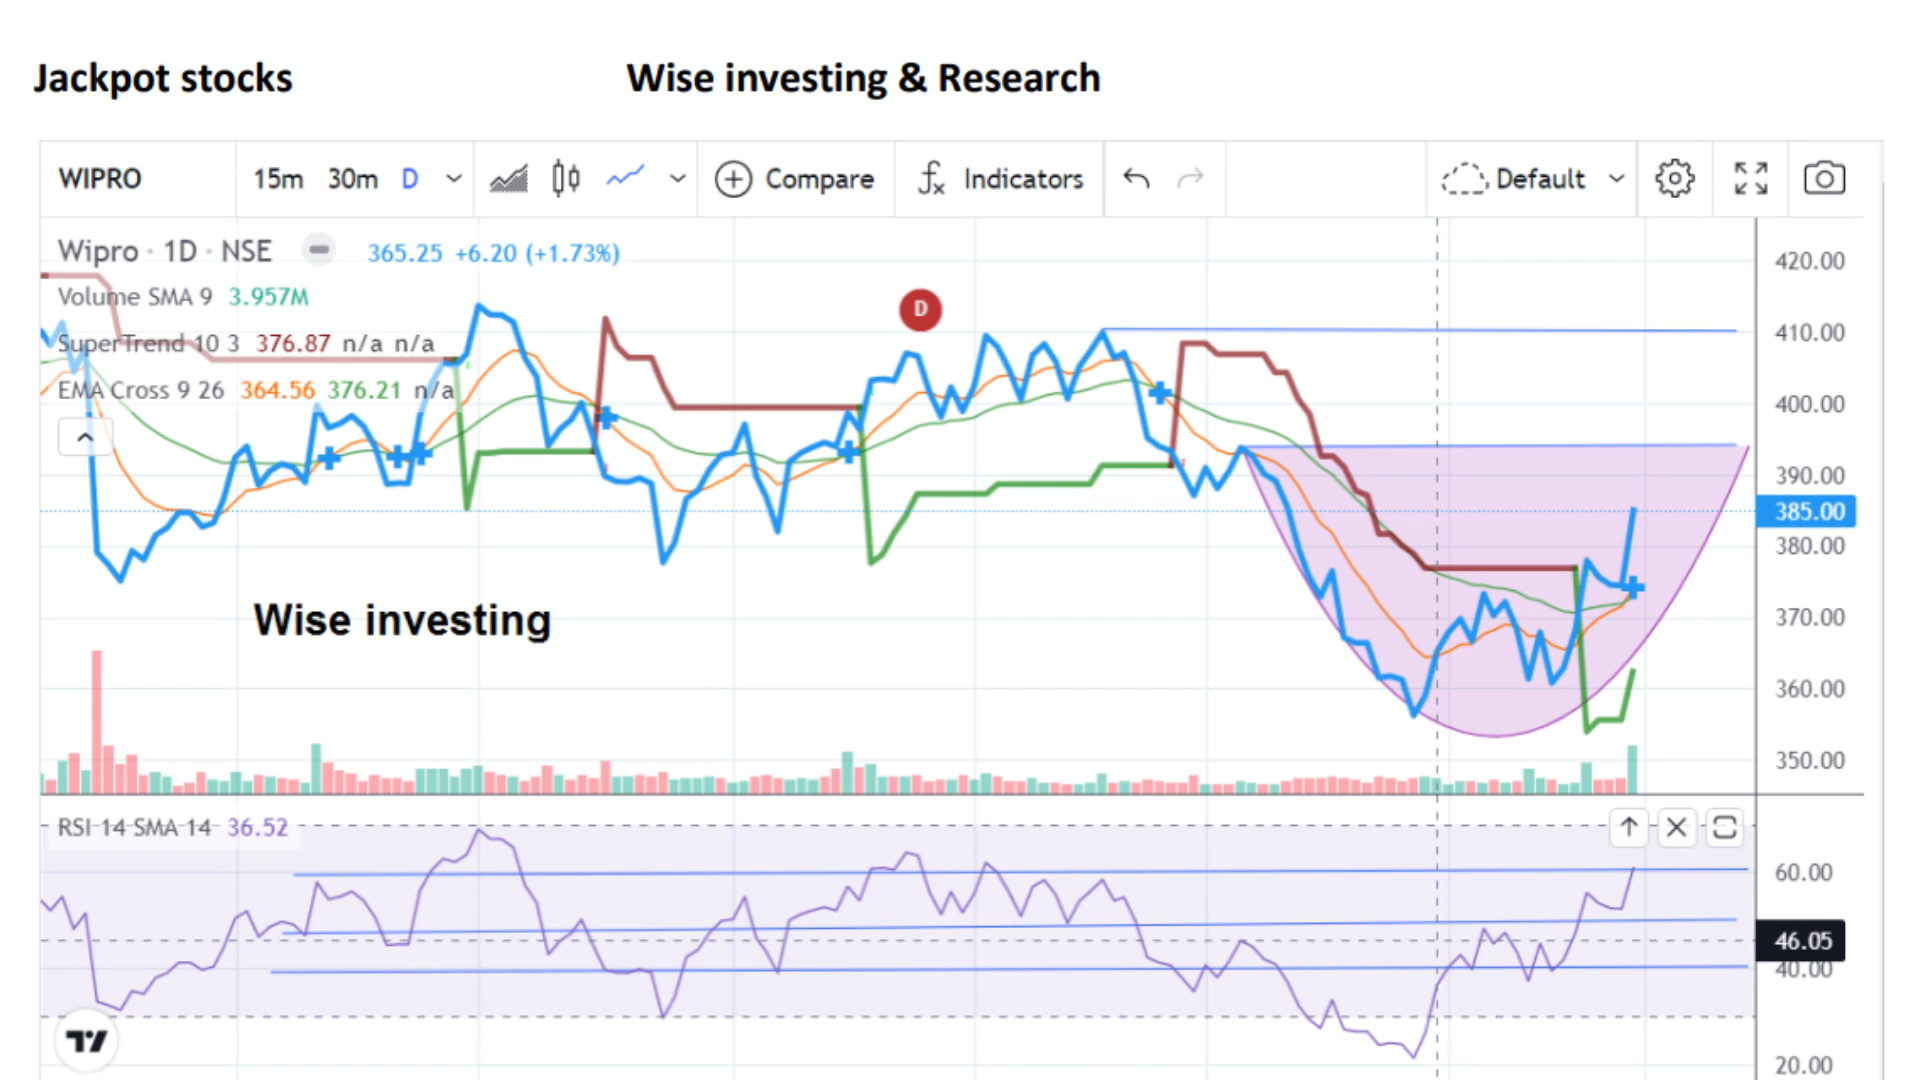 Jackpot stocks
Wise investing & Research
WIPRO 15m 30m D Compare Indicators Default
Wipro · 1D · NSE 365.25 +6.20 (+1.73%)
Volume SMA 9 3.957M
SuperTrend 10 3 376.87 n/a n/a
EMA Cross 9 26 364.56 376.21 n/a
D
420.00
410.00
400.00
390.00
385.00
380.00
370.00
360.00
350.00
Wise investing
RSI 14 SMA 14 36.52
60.00
46.05
40.00
20.00